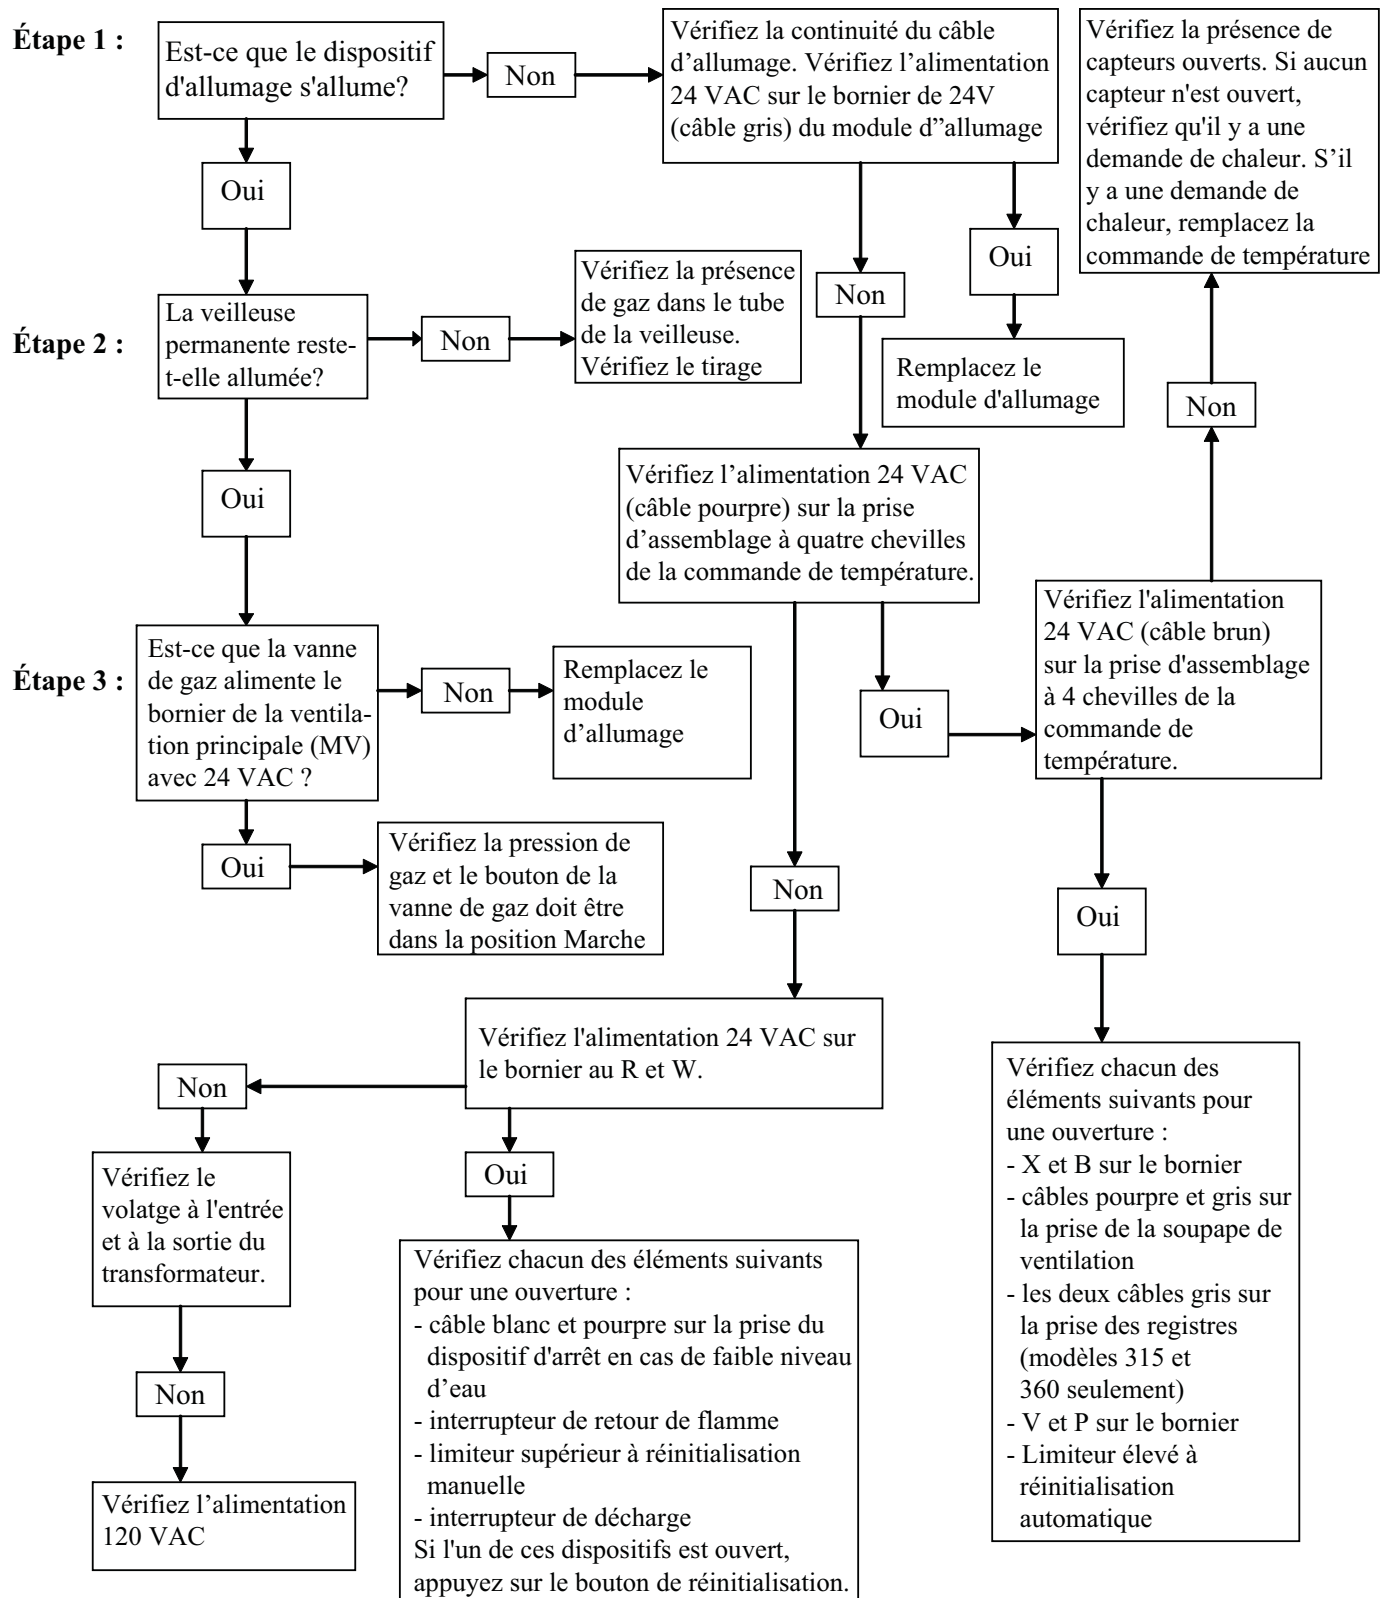 Étape 1 :
Est-ce que le dispositif
d'allumage s'allume?
Non
Vérifiez la continuité du câble
d’allumage. Vérifiez l’alimentation
24 VAC sur le bornier de 24V
(câble gris) du module d”allumage
Vérifiez la présence de
capteurs ouverts. Si aucun
capteur n'est ouvert,
vérifiez qu'il y a une
demande de chaleur. S’il
y a une demande de
chaleur, remplacez la
commande de température
Oui
Oui
Non
Étape 2 :
La veilleuse
permanente reste-
t-elle allumée?
Non
Vérifiez la présence
de gaz dans le tube
de la veilleuse.
Vérifiez le tirage
Remplacez le
module d'allumage
Non
Oui
Vérifiez l’alimentation 24 VAC
(câble pourpre) sur la prise
d’assemblage à quatre chevilles
de la commande de température.
Étape 3 :
Est-ce que la vanne
de gaz alimente le
bornier de la ventila-
tion principale (MV)
avec 24 VAC ?
Non
Remplacez le
module
d’allumage
Oui
Vérifiez l'alimentation
24 VAC (câble brun)
sur la prise d'assemblage
à 4 chevilles de la
commande de
température.
Oui
Vérifiez la pression de
gaz et le bouton de la
vanne de gaz doit être
dans la position Marche
Non
Oui
Vérifiez l'alimentation 24 VAC sur
le bornier au R et W.
Non
Oui
Vérifiez le
volatge à l'entrée
et à la sortie du
transformateur.
Non
Vérifiez l’alimentation
120 VAC
Vérifiez chacun des éléments suivants
pour une ouverture :
- câble blanc et pourpre sur la prise du
dispositif d'arrêt en cas de faible niveau
d’eau
- interrupteur de retour de flamme
- limiteur supérieur à réinitialisation
manuelle
- interrupteur de décharge
Si l'un de ces dispositifs est ouvert,
appuyez sur le bouton de réinitialisation.
Vérifiez chacun des
éléments suivants pour
une ouverture :
- X et B sur le bornier
- câbles pourpre et gris sur
la prise de la soupape de
ventilation
- les deux câbles gris sur
la prise des registres
(modèles 315 et
360 seulement)
- V et P sur le bornier
- Limiteur élevé à
réinitialisation
automatique